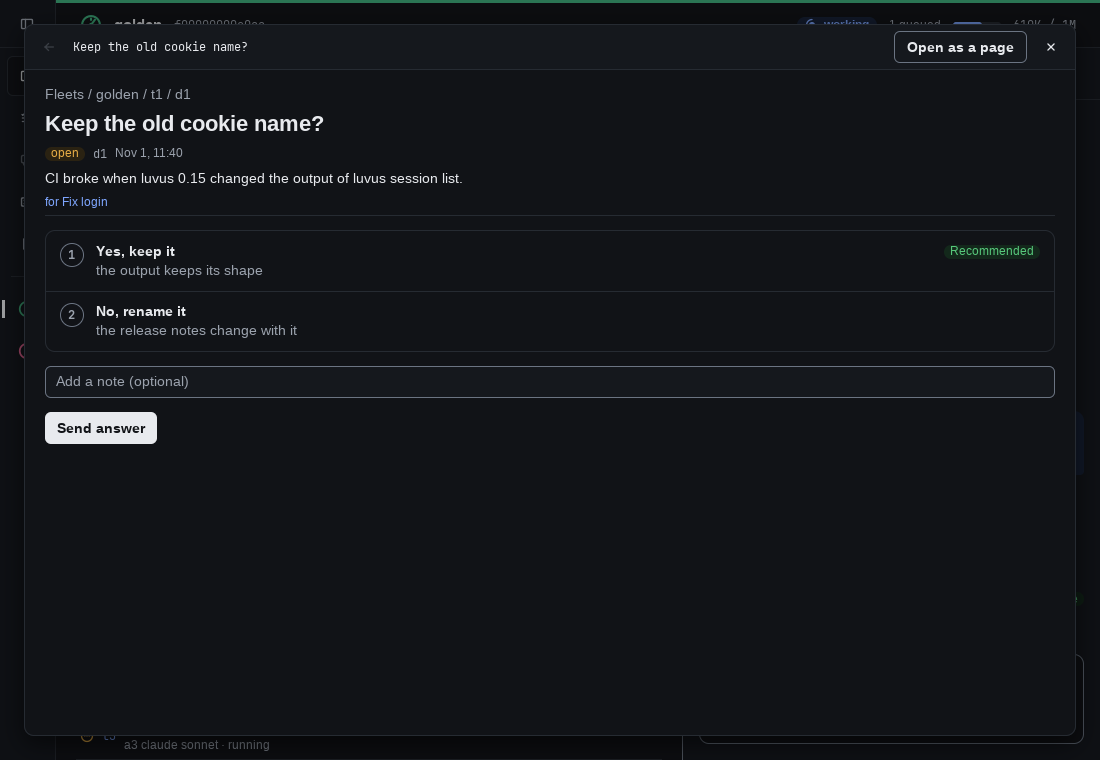 Keep the old cookie name?
Open as a page
Fleets / golden / t1 / d1
Keep the old cookie name?
open d1 Nov 1, 11:40
CI broke when luvus 0.15 changed the output of luvus session list.
for Fix login
1 Yes, keep it Recommended
the output keeps its shape
2 No, rename it
the release notes change with it
Add a note (optional)
Send answer
a3 claude sonnet · running